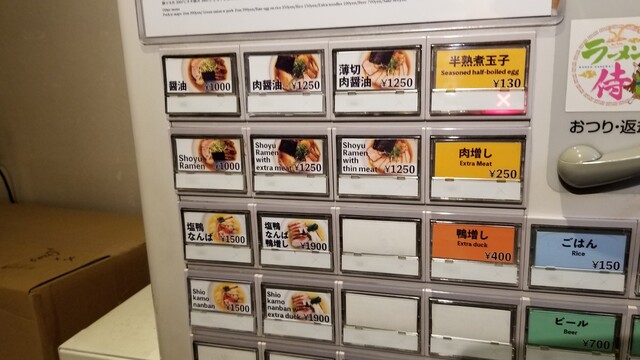 醤油 ¥1000
肉醤油 ¥1250
薄切
肉醤油 ¥1250
半熟煮玉子
Seasoned half-boiled egg
¥130
ラーメン
侍
おつり・返
Shoyu
Ramen ¥1000
Shoyu
Ramen
with
extra meat ¥1250
Shoyu
Ramen
with
thin meat ¥1250
肉増し
Extra Meat
¥250
塩鴨
なんば ¥1500
塩鴨
なんば
鴨増し ¥1900
鴨増し
Extra duck
¥400
ごはん
Rice
¥150
Shio
kamo
nanban ¥1500
Shio kamo
nanban
extra duck ¥1900
ビール
Beer
¥700